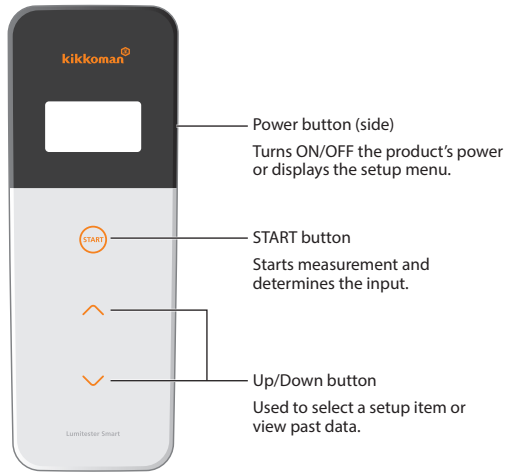 kikkoman
Power button (side)
Turns ON/OFF the product’s power
or displays the setup menu.
START
START button
Starts measurement and
determines the input.
Up/Down button
Used to select a setup item or
view past data.
Lumitester Smart